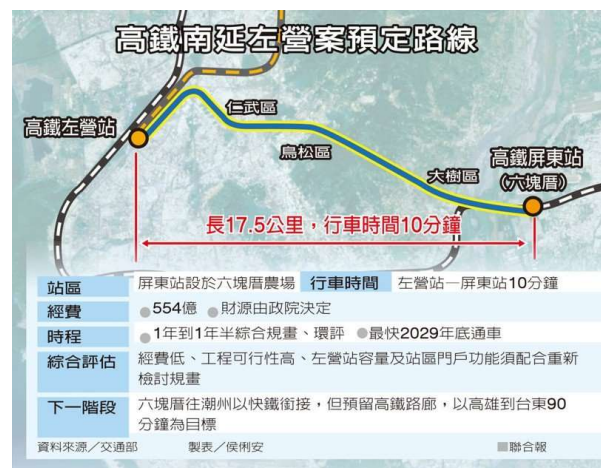 高鐵南延左營案預定路線
仁武區
高鐵左營站
鳥松區
高鐵屏東站
(六塊厝)
大樹區
長17.5公里，行車時間10分鐘
站區 屏東站設於六塊厝農場 行車時間 左營站—屏東站10分鐘
經費 ●554億 ●財源由政院決定
時程 ●1年到1年半綜合規畫、環評 ●最快2029年底通車
綜合評估 經費低、工程可行性高、左營站容量及站區門戶功能須配合重新
檢討規畫
下一階段 六塊厝往潮州以快鐵銜接，但預留高鐵路廊，以高雄到台東90
分鐘為目標
資料來源／交通部 製表／侯俐安 ■聯合報